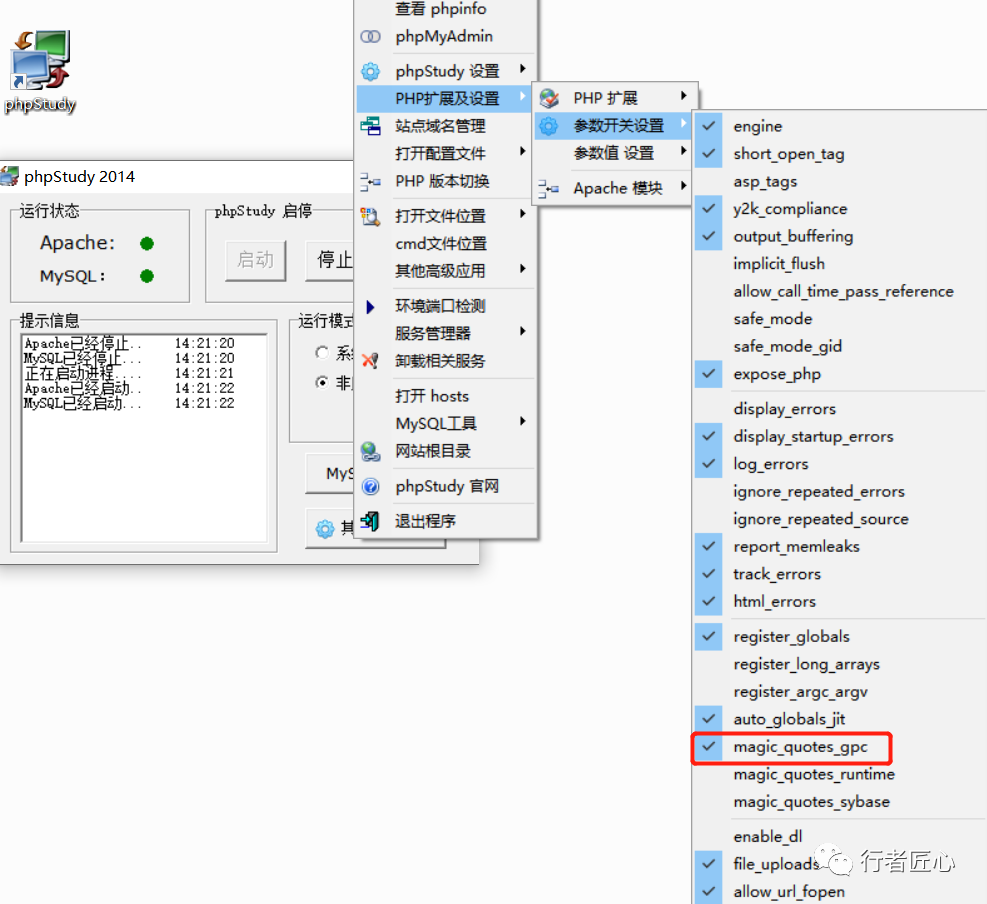 phpStudy
phpStudy 2014
运行状态
Apache:
MySQL:
phpStudy 启停
启动
停止
提示信息
Apache已经停止.. 14:21:20
MySQL已经停止... 14:21:20
正在启动进程.... 14:21:21
Apache已经启动.. 14:21:22
MySQL已经启动... 14:21:22
运行模式
系
非
MyS
其
查看 phpinfo
phpMyAdmin
phpStudy 设置
PHP扩展及设置
站点域名管理
打开配置文件
PHP 版本切换
打开文件位置
cmd文件位置
其他高级应用
环境端口检测
服务管理器
卸载相关服务
打开 hosts
MySQL工具
网站根目录
phpStudy 官网
退出程序
PHP 扩展
参数开关设置
参数值 设置
Apache 模块
engine
short_open_tag
asp_tags
y2k_compliance
output_buffering
implicit_flush
allow_call_time_pass_reference
safe_mode
safe_mode_gid
expose_php
display_errors
display_startup_errors
log_errors
ignore_repeated_errors
ignore_repeated_source
report_memleaks
track_errors
html_errors
register_globals
register_long_arrays
register_argc_argv
auto_globals_jit
magic_quotes_gpc
magic_quotes_runtime
magic_quotes_sybase
enable_dl
file_uploads
allow_url_fopen
行者匠心